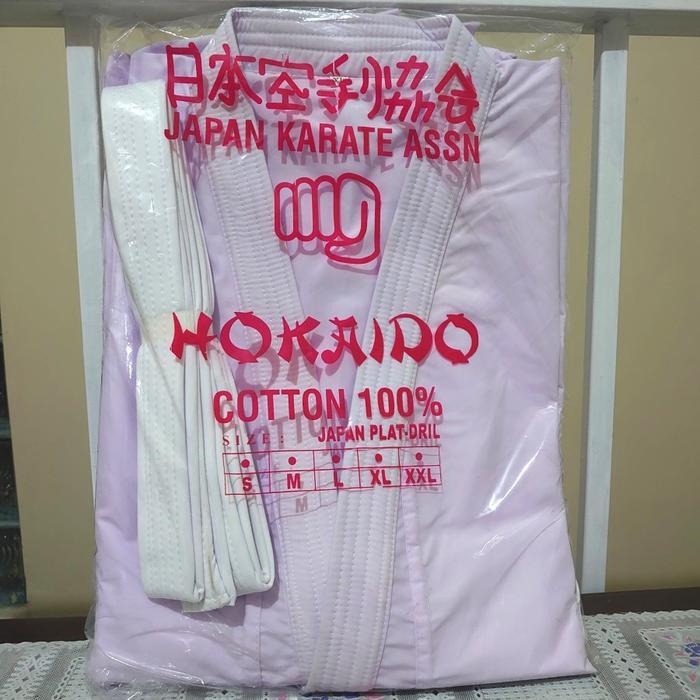 日本空手協会
JAPAN KARATE ASSN
HOKAIDO
COTTON 100%
SIZE: JAPAN PLAT-DRIL
S M L XL XXL